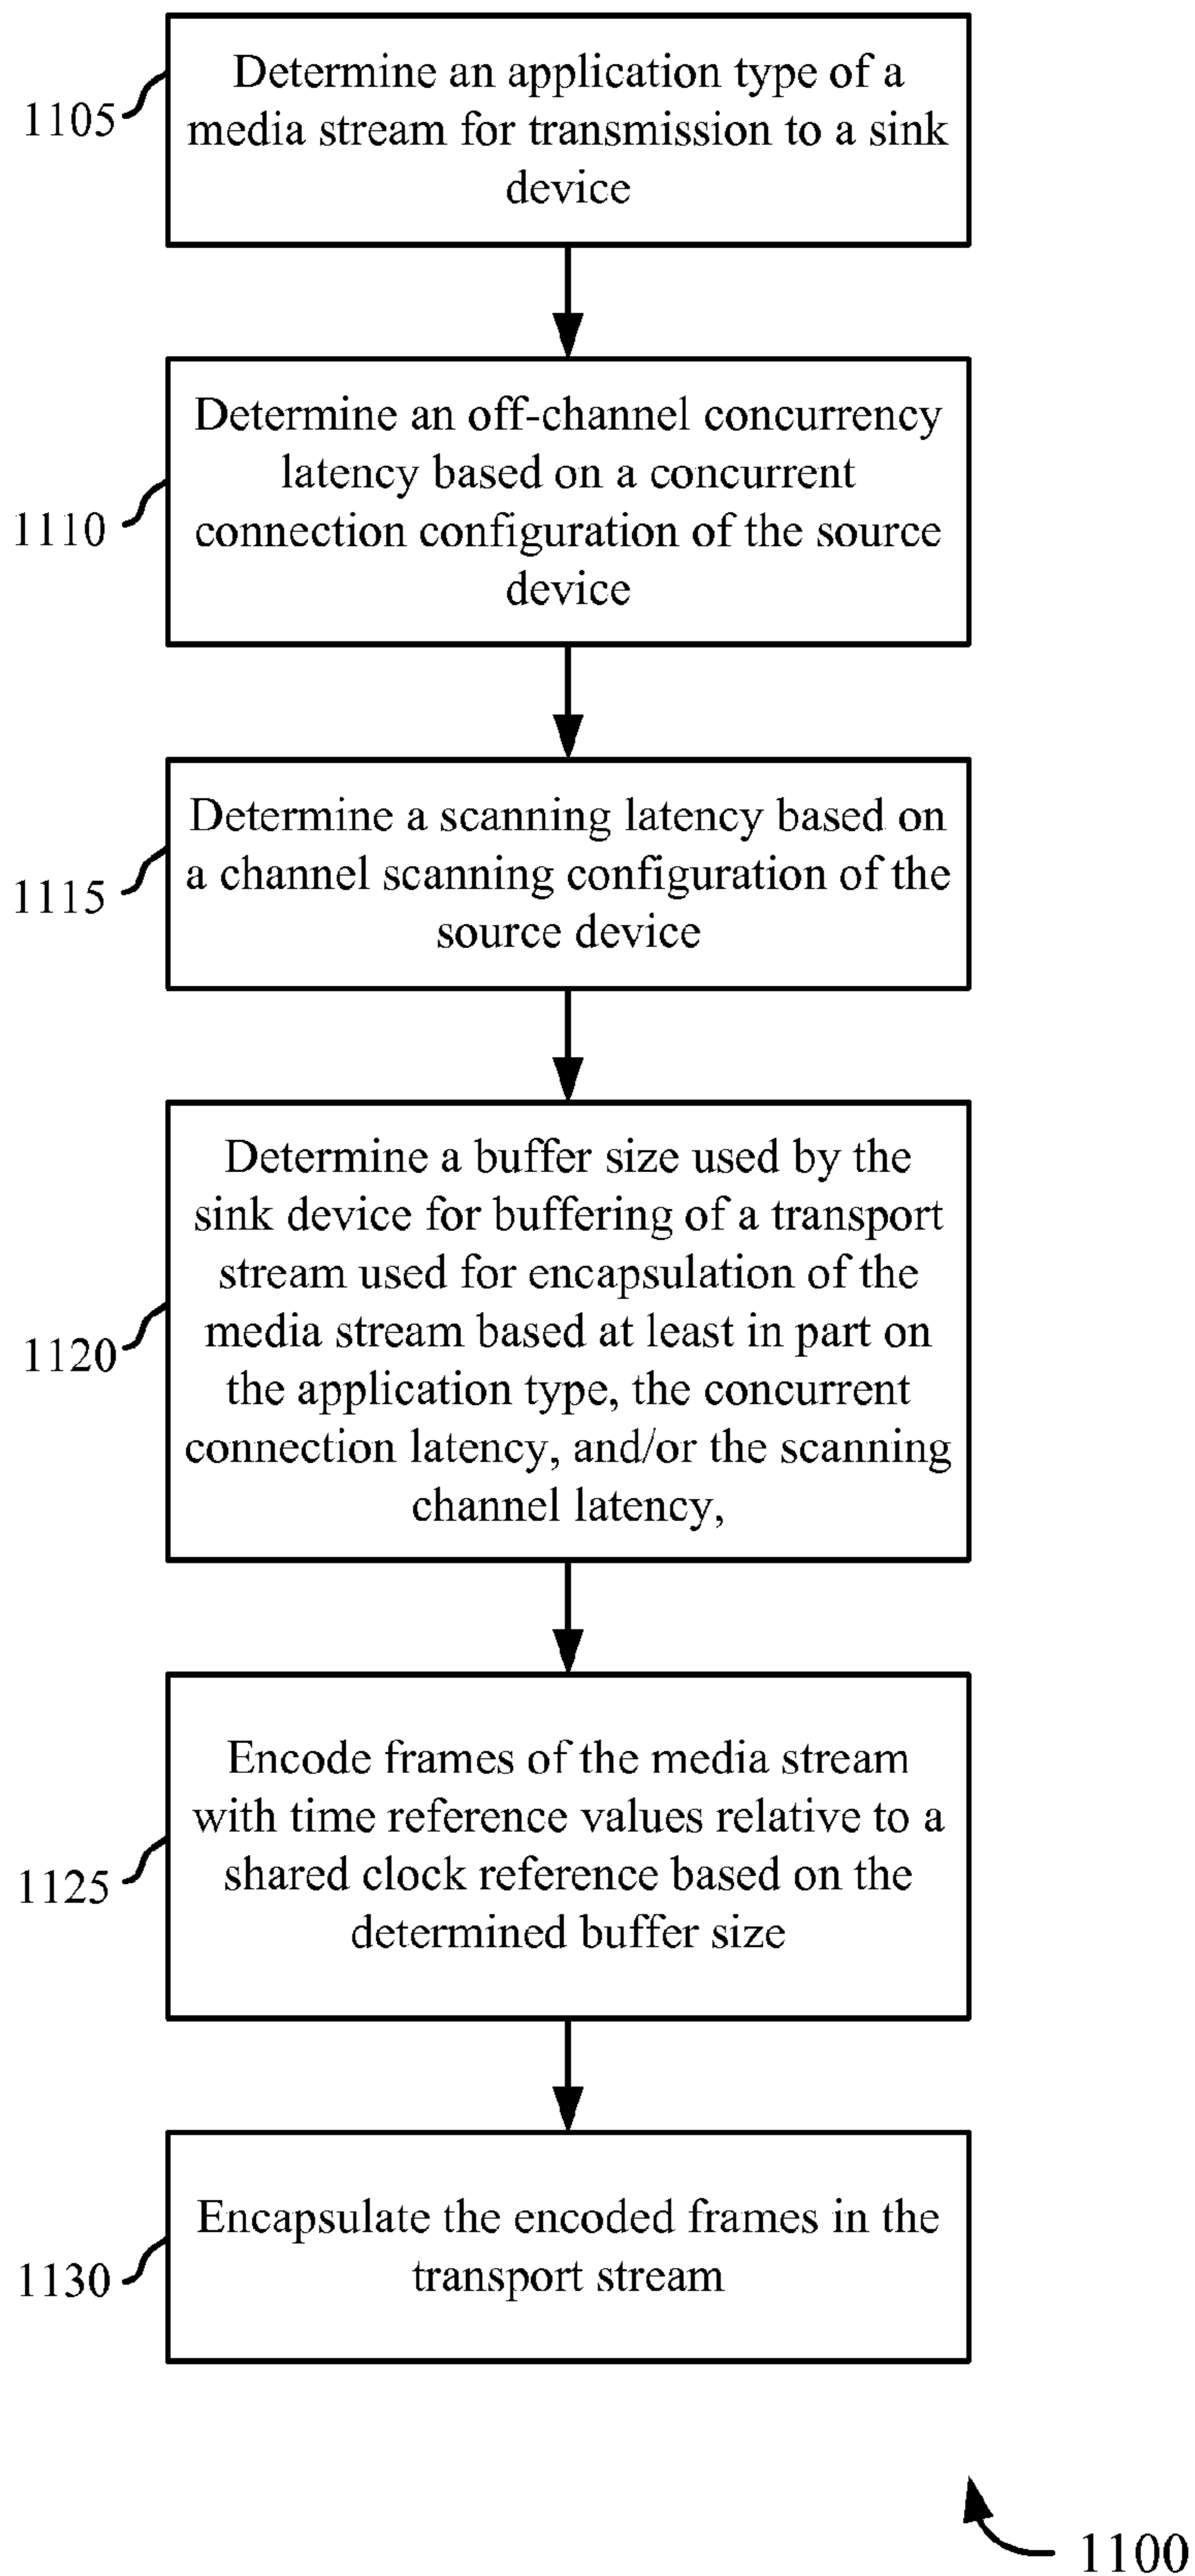 Determine an application type of a
media stream for transmission to a sink
device
1105
Determine an off-channel concurrency
latency based on a concurrent
connection configuration of the source
device
1110
Determine a scanning latency based on
a channel scanning configuration of the
source device
1115
Determine a buffer size used by the
sink device for buffering of a transport
stream used for encapsulation of the
media stream based at least in part on
the application type, the concurrent
connection latency, and/or the scanning
channel latency,
1120
Encode frames of the media stream
with time reference values relative to a
shared clock reference based on the
determined buffer size
1125
Encapsulate the encoded frames in the
transport stream
1130
1100